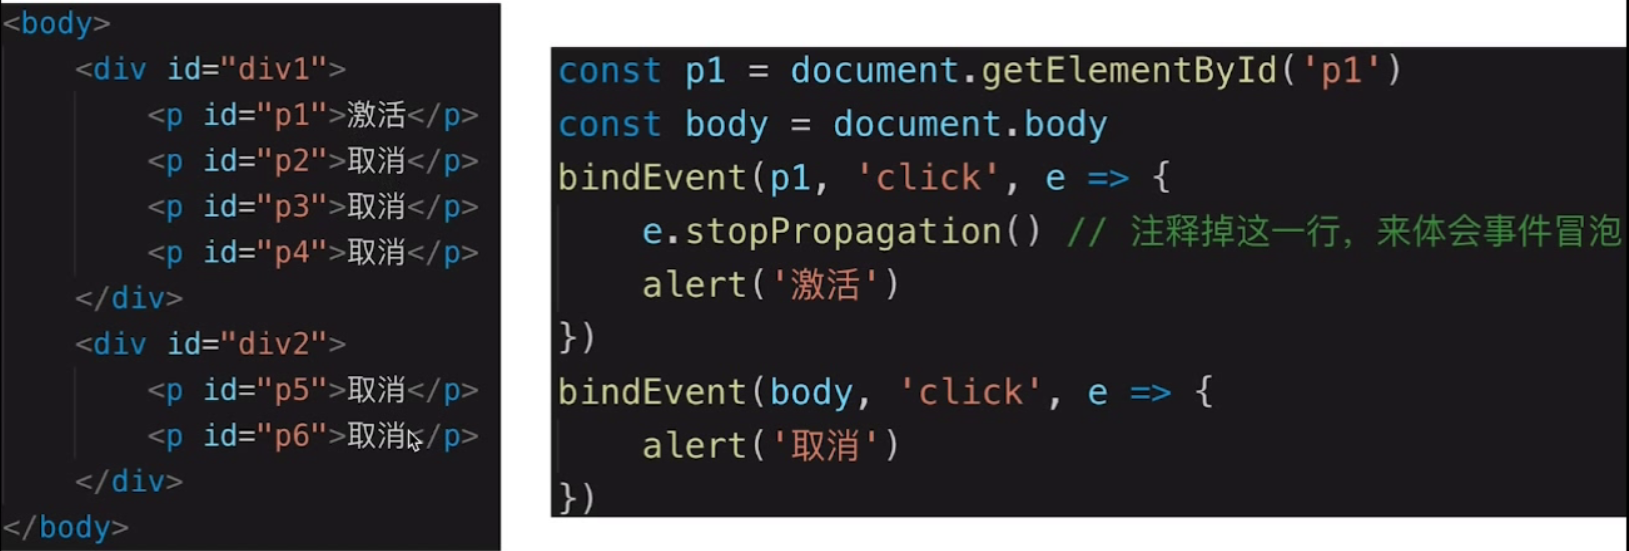 <body>
    <div id="div1">
        <p id="p1">激活</p>
        <p id="p2">取消</p>
        <p id="p3">取消</p>
        <p id="p4">取消</p>
    </div>
    <div id="div2">
        <p id="p5">取消</p>
        <p id="p6">取消</p>
    </div>
</body>
const p1 = document.getElementById('p1')
const body = document.body
bindEvent(p1, 'click', e => {
    e.stopPropagation() // 注释掉这一行，来体会事件冒泡
    alert('激活')
})
bindEvent(body, 'click', e => {
    alert('取消')
})